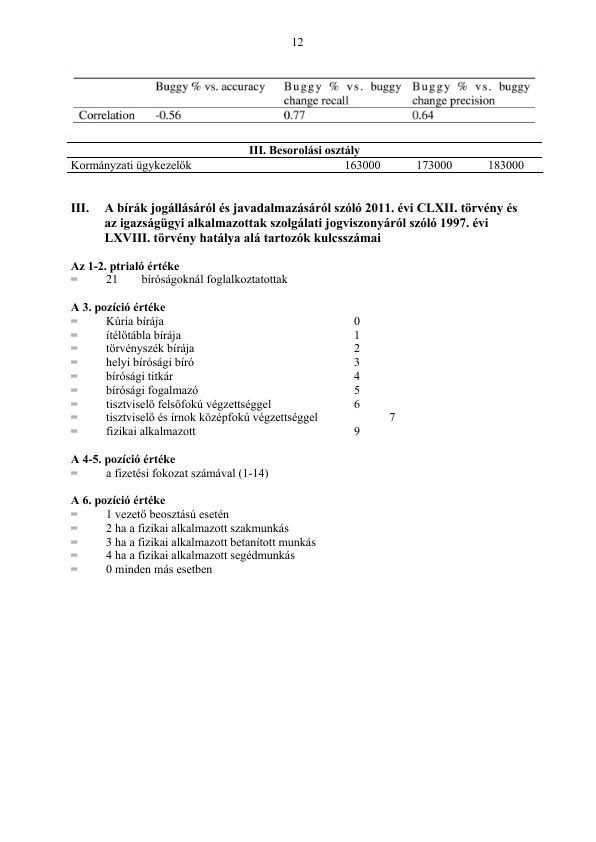 12
Buggy % vs. accuracy Buggy % vs. buggy Buggy % vs. buggy
change recall change precision
Correlation -0.56 0.77 0.64
III. Besorolási osztály
Kormányzati ügykezelők 163000 173000 183000
III. A bírák jogállásáról és javadalmazásáról szóló 2011. évi CLXII. törvény és
az igazságügyi alkalmazottak szolgálati jogviszonyáról szóló 1997. évi
LXVIII. törvény hatálya alá tartozók kulcsszámai
Az 1-2. ptrialó értéke
= 21 bíróságoknál foglalkoztatottak
A 3. pozíció értéke
= Kúria bírája 0
= ítélőtábla bírája 1
= törvényszék bírája 2
= helyi bírósági bíró 3
= bírósági titkár 4
= bírósági fogalmazó 5
= tisztviselő felsőfokú végzettséggel 6
= tisztviselő és írnok középfokú végzettséggel 7
= fizikai alkalmazott 9
A 4-5. pozíció értéke
= a fizetési fokozat számával (1-14)
A 6. pozíció értéke
= 1 vezető beosztású esetén
= 2 ha a fizikai alkalmazott szakmunkás
= 3 ha a fizikai alkalmazott betanított munkás
= 4 ha a fizikai alkalmazott segédmunkás
= 0 minden más esetben